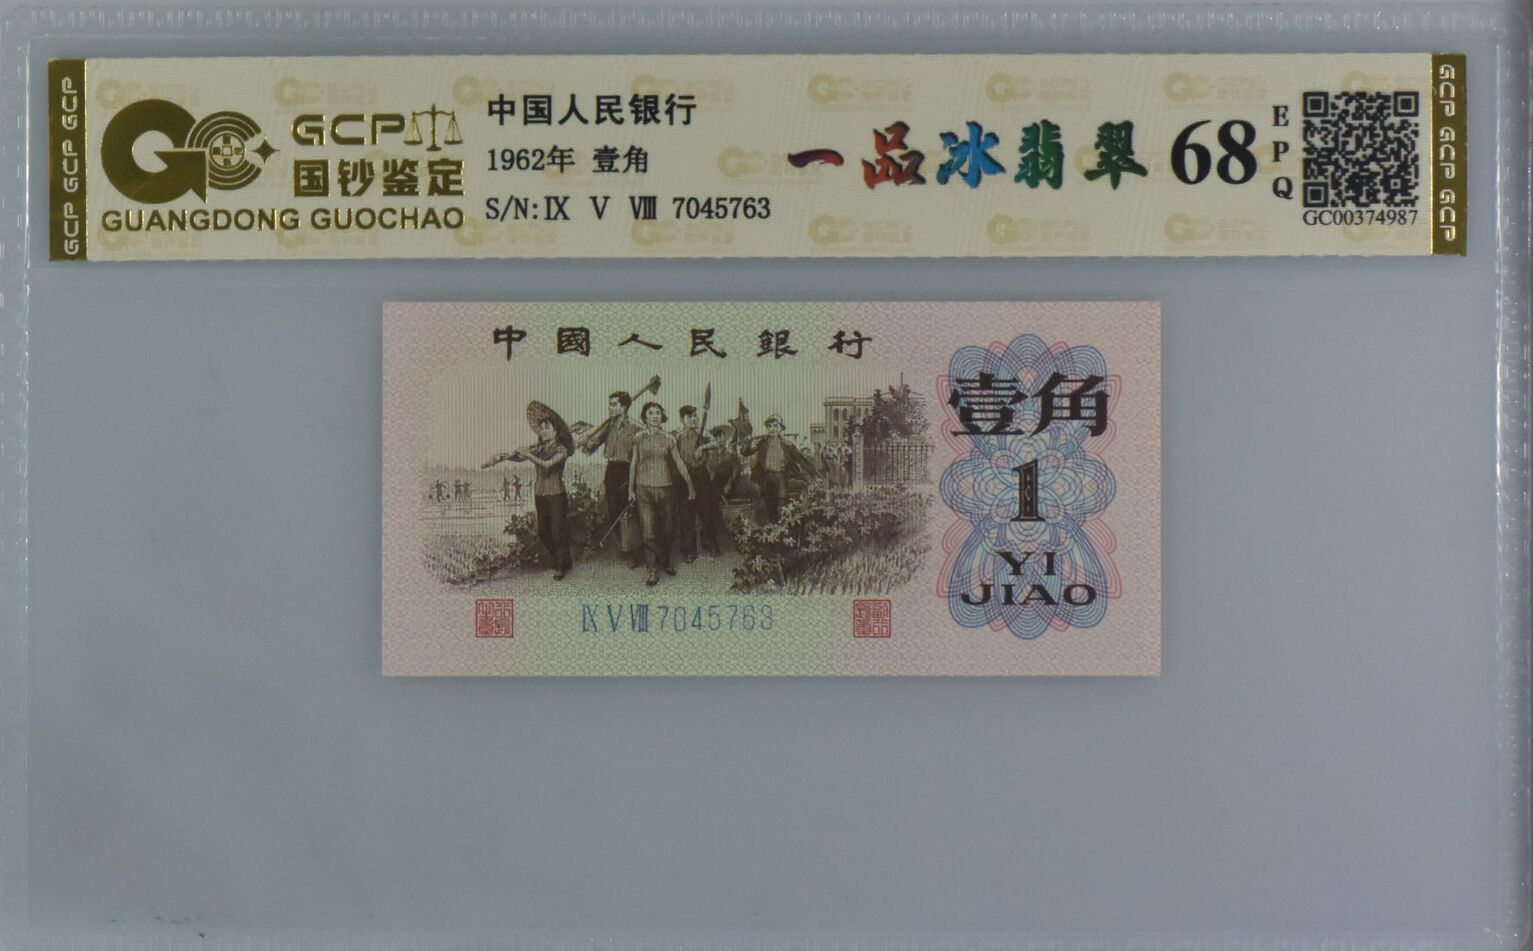 GCP GCP GCP
GCP
国钞鉴定
GUANGDONG GUOCHAO
中国人民银行
1962年 壹角
S/N: Ⅸ Ⅴ Ⅷ 7045763
一品冰翡翠
68
EPQ
GC00374987
GCP GCP GCP
中國人民銀行
壹角
1
YI
JIAO
Ⅸ Ⅴ Ⅷ 7045763